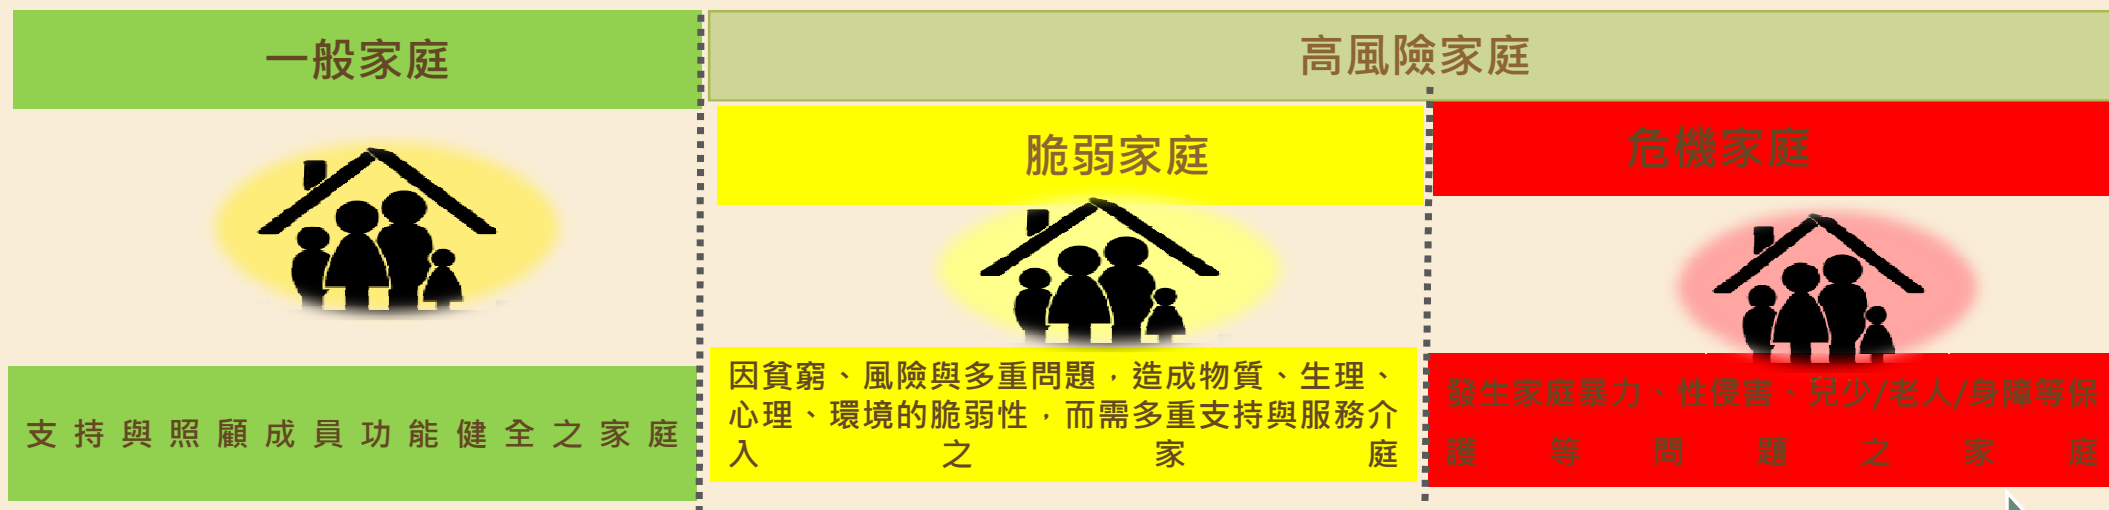 一般家庭
高風險家庭
脆弱家庭
危機家庭
支持與照顧成員功能健全之家庭
因貧窮、風險與多重問題，造成物質、生理、
心理、環境的脆弱性，而需多重支持與服務介
入之家庭
發生家庭暴力、性侵害、兒少/老人/身障等保
護等問題之家庭